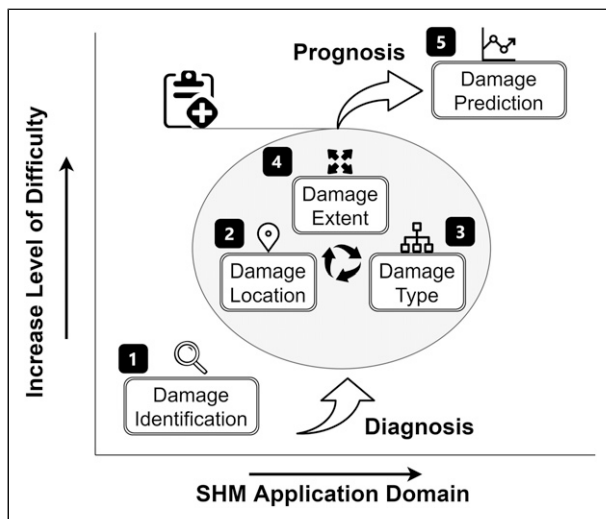 5
Prognosis
Damage
Prediction
4
Damage
Extent
2
3
Damage
Location
Damage
Type
1
Damage
Identification
Diagnosis
Increase Level of Difficulty
SHM Application Domain